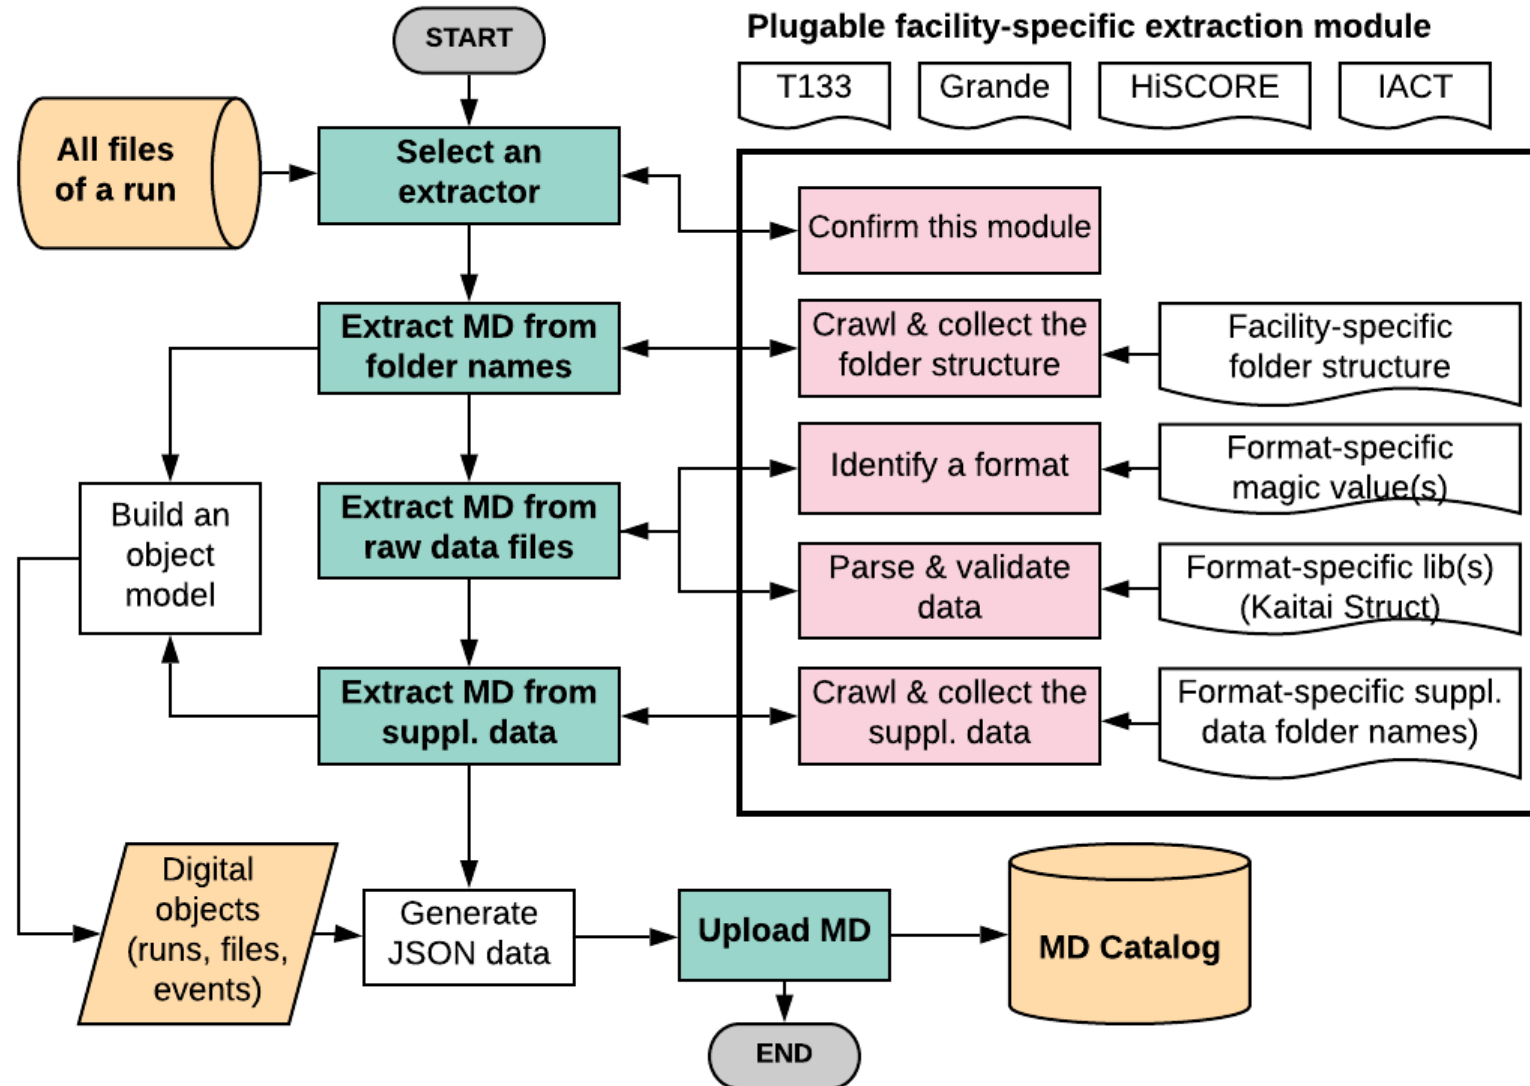 START
Plugable facility-specific extraction module
T133
Grande
HiSCORE
IACT
All files
of a run
Select an
extractor
Confirm this module
Extract MD from
folder names
Crawl & collect the
folder structure
Facility-specific
folder structure
Build an
object
model
Extract MD from
raw data files
Identify a format
Format-specific
magic value(s)
Parse & validate
data
Format-specific lib(s)
(Kaitai Struct)
Extract MD from
suppl. data
Crawl & collect the
suppl. data
Format-specific suppl.
data folder names)
Digital
objects
(runs, files,
events)
Generate
JSON data
Upload MD
MD Catalog
END